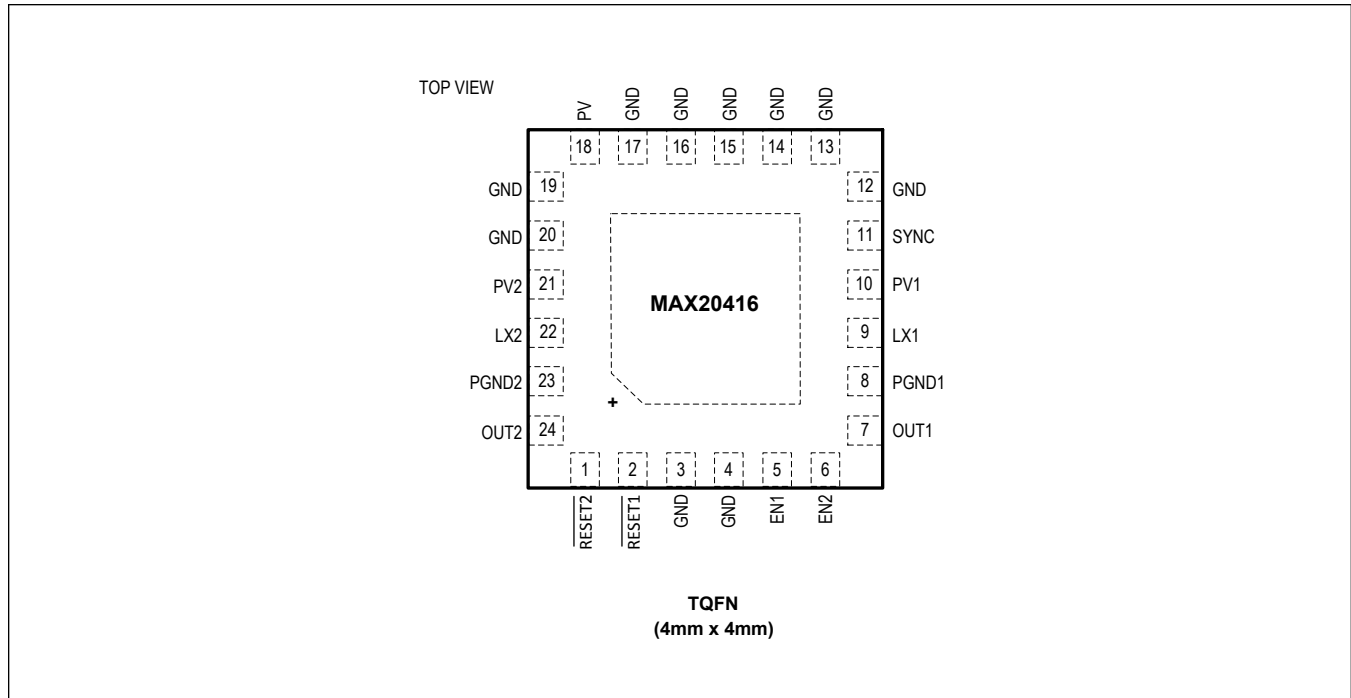 TOP VIEW
PV GND GND GND GND GND
18 17 16 15 14 13
GND 19 12 GND
GND 20 11 SYNC
PV2 21 10 PV1
MAX20416
LX2 22 9 LX1
PGND2 23 8 PGND1
+
OUT2 24 7 OUT1
1 2 3 4 5 6
RESET2 RESET1 GND GND EN1 EN2
TQFN
(4mm x 4mm)